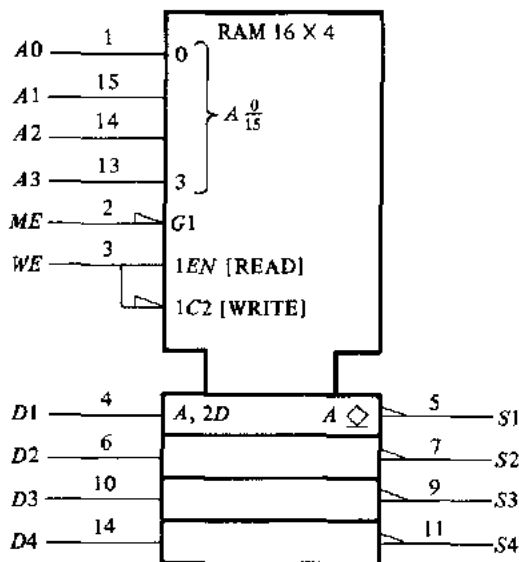 RAM 16 X 4
A0 1 0
A1 15
A 0/15
A2 14
A3 13 3
ME 2 G1
WE 3 1EN [READ]
1C2 [WRITE]
D1 4 A, 2D A 5 S1
D2 6 7 S2
D3 10 9 S3
D4 14 11 S4